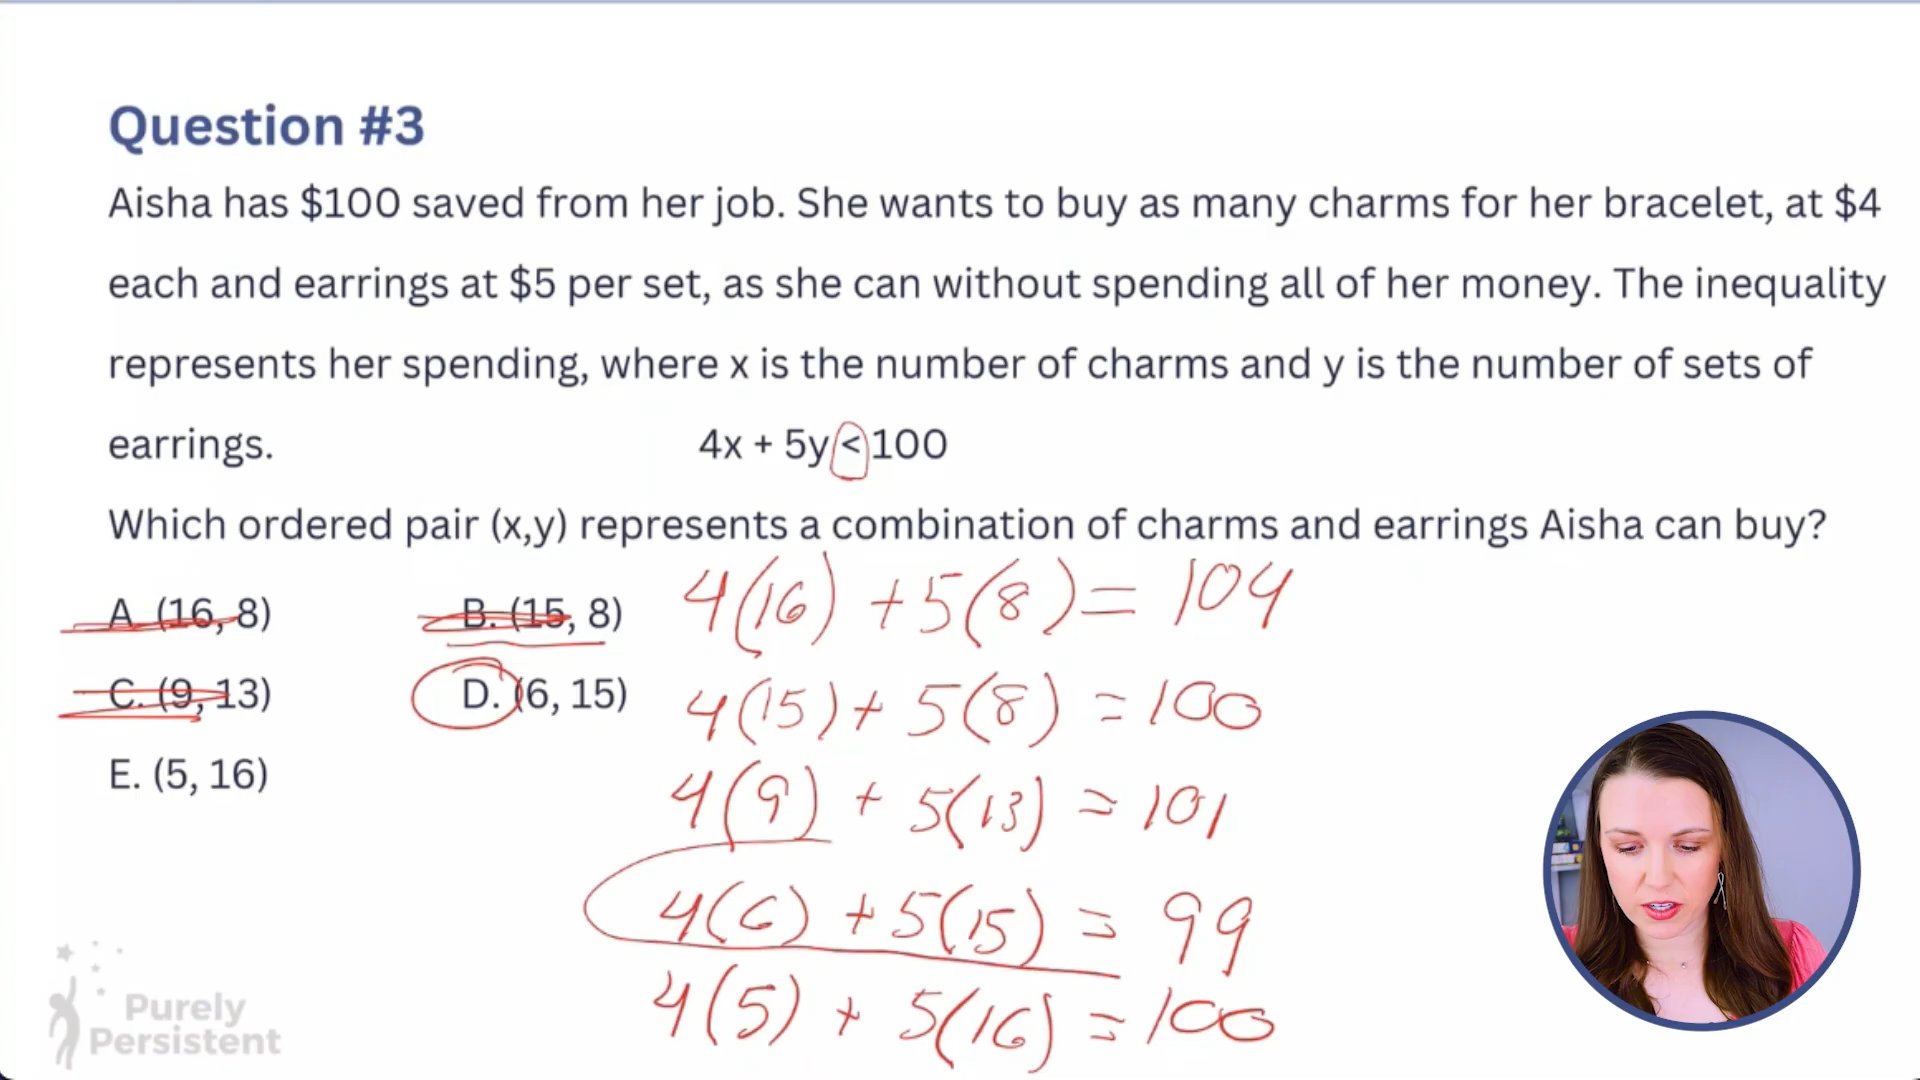 Question #3
Aisha has $100 saved from her job. She wants to buy as many charms for her bracelet, at $4
each and earrings at $5 per set, as she can without spending all of her money. The inequality
represents her spending, where x is the number of charms and y is the number of sets of
earrings.
4x + 5y < 100
Which ordered pair (x,y) represents a combination of charms and earrings Aisha can buy?
A. (16, 8)
B. (15, 8)
C. (9, 13)
D. (6, 15)
E. (5, 16)
4(16) + 5(8) = 104
4(15) + 5(8) = 100
4(9) + 5(13) = 101
4(6) + 5(15) = 99
4(5) + 5(16) = 100
Purely
Persistent